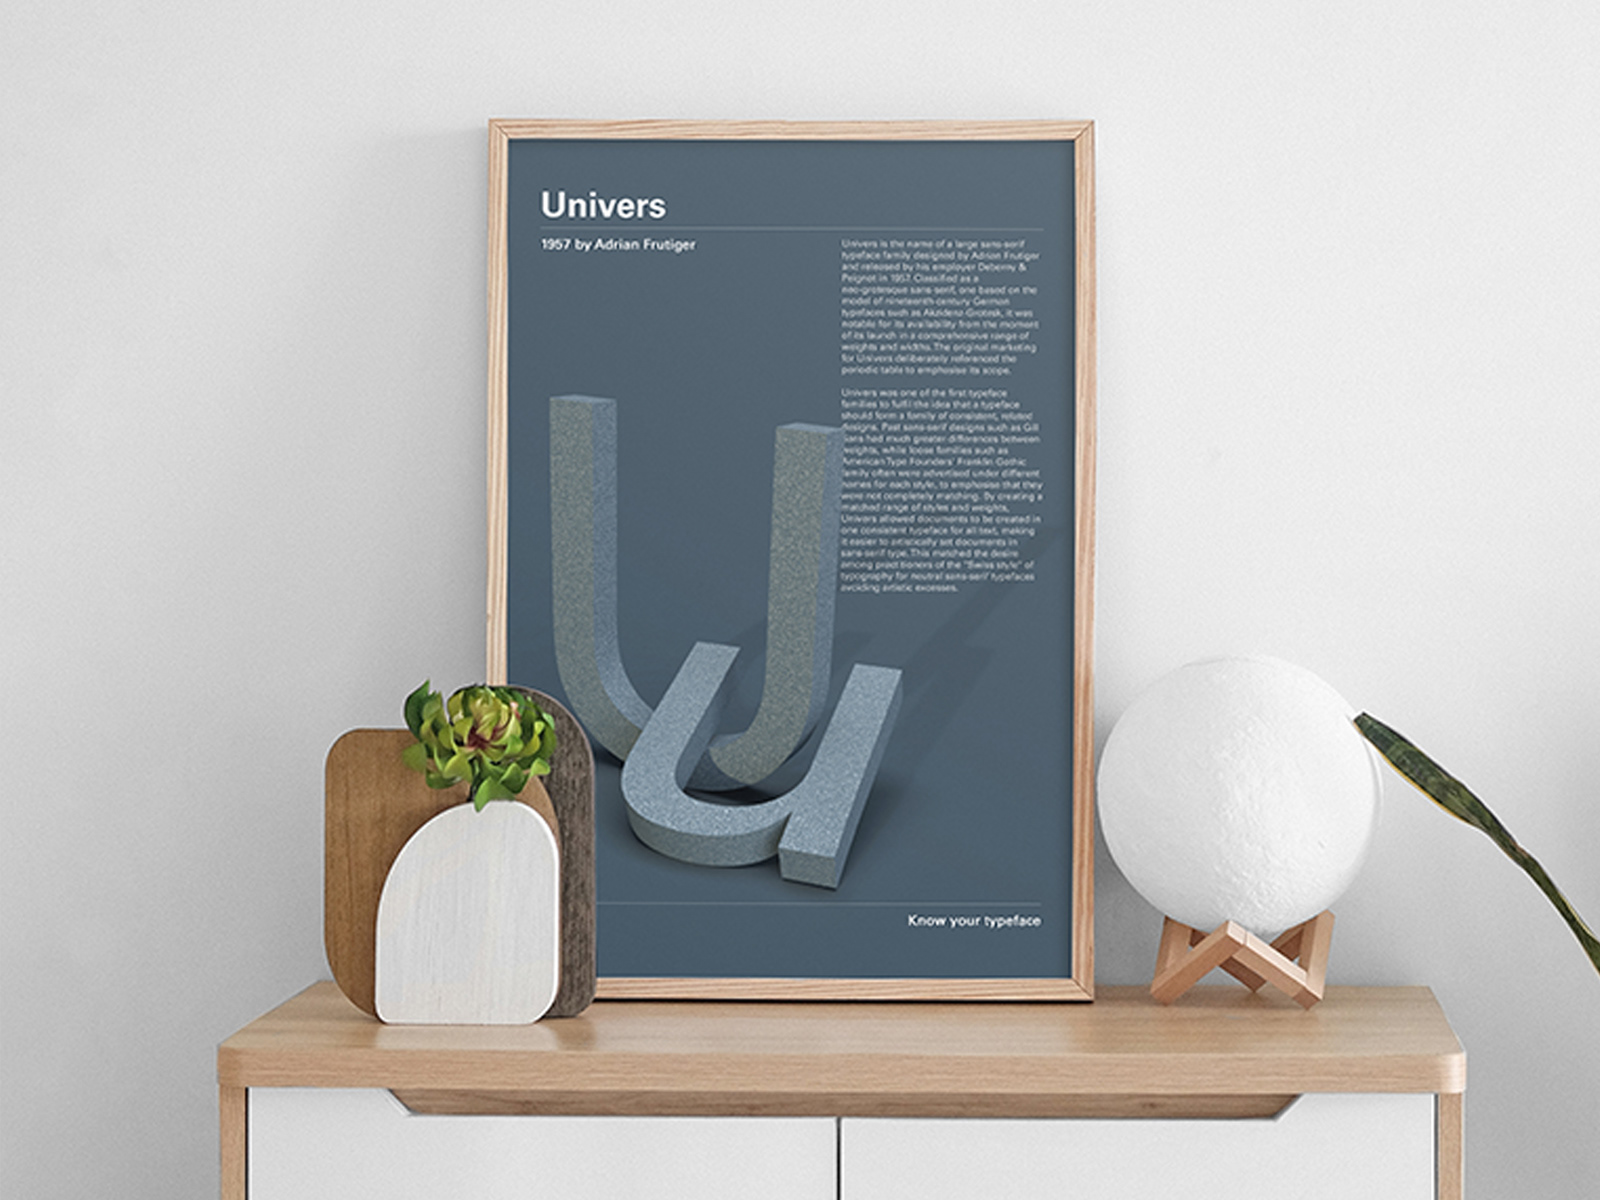 Univers
1957 by Adrian Frutiger
Univers is the name of a large sans-serif
typeface family designed by Adrian Frutiger
and released by his employer Deberny &
Peignot in 1957. Classified as a
neo-grotesque sans-serif, one based on the
model of nineteenth-century German
typefaces such as Akzidenz-Grotesk, it was
notable for its availability from the moment
of its launch in a comprehensive range of
weights and widths. The original marketing
for Univers deliberately referenced the
periodic table to emphasise its scope.
Univers was one of the first typeface
families to fulfil the idea that a typeface
should form a family of consistent, related
designs. Past sans-serif designs such as Gill
Sans had much greater differences between
weights, while loose families such as
American Type Founders' Franklin Gothic
family often were advertised under different
names for each style, to emphasise that they
were not completely matching. By creating a
matched range of styles and weights,
Univers allowed documents to be created in
one consistent typeface for all text, making
it easier to artistically set documents in
sans-serif type. This matched the desire
among practitioners of the "Swiss style" of
typography for neutral sans-serif typefaces
avoiding artistic excesses.
Know your typeface